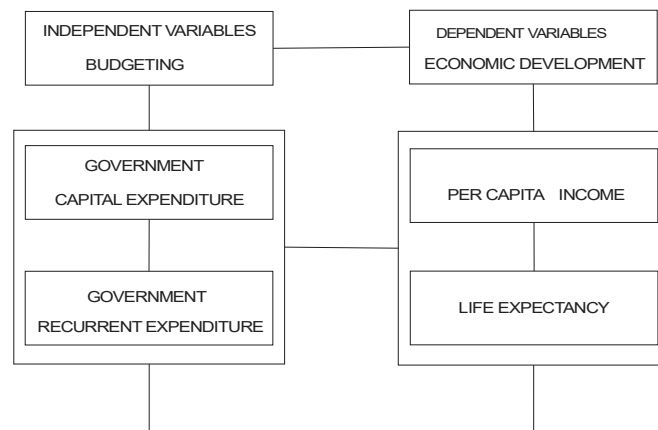 INDEPENDENT VARIABLES
BUDGETING
DEPENDENT VARIABLES
ECONOMIC DEVELOPMENT
GOVERNMENT
CAPITAL EXPENDITURE
GOVERNMENT
RECURRENT EXPENDITURE
PER CAPITA INCOME
LIFE EXPECTANCY